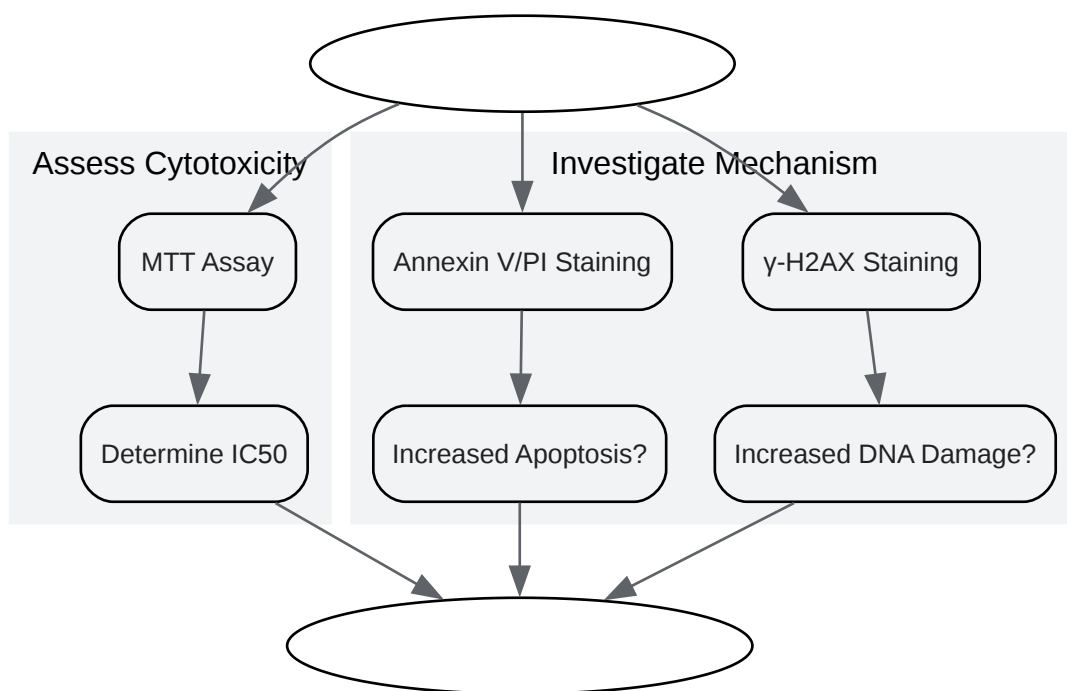 Assess Cytotoxicity
Investigate Mechanism
MTT Assay
Annexin V/PI Staining
γ-H2AX Staining
Determine IC50
Increased Apoptosis?
Increased DNA Damage?